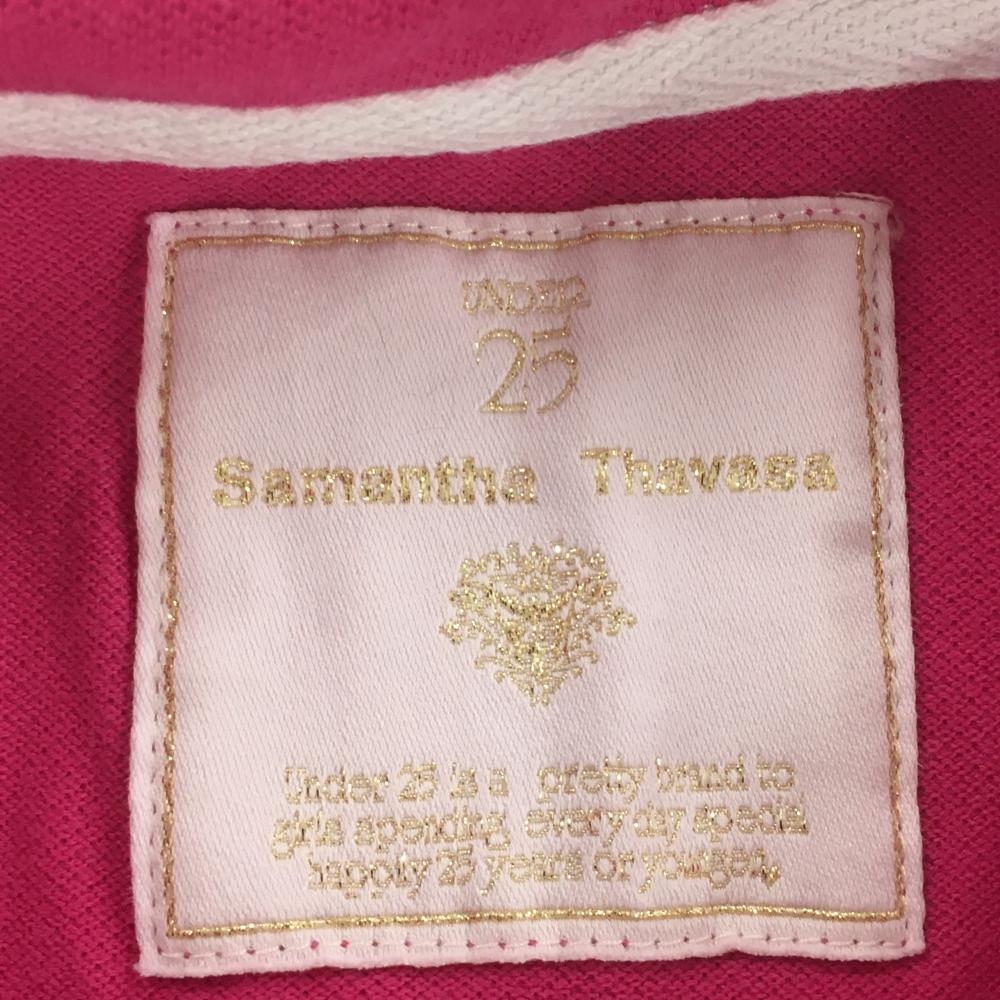 UNDER
25
Samantha Thavasa
Under 25 is a pretty brand to
girls spending every day special
happy 25 years or younger,